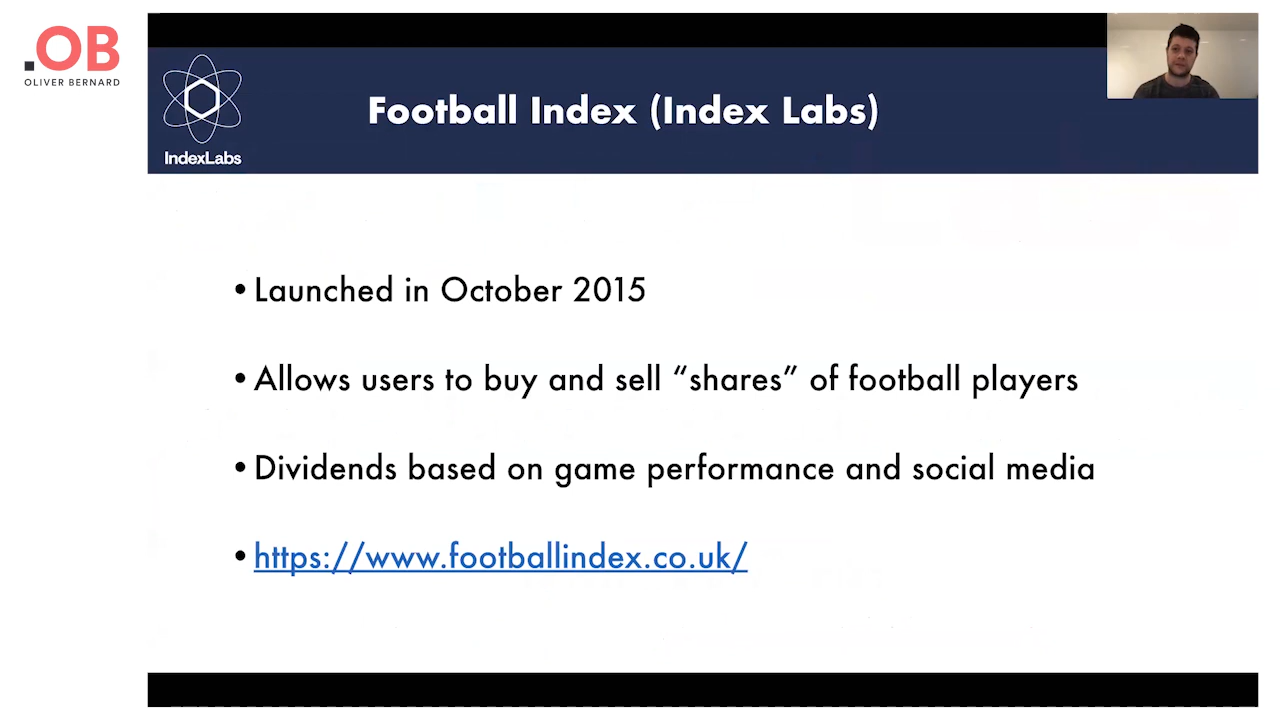 .OB
OLIVER BERNARD
IndexLabs
Football Index (Index Labs)
•Launched in October 2015
•Allows users to buy and sell “shares” of football players
•Dividends based on game performance and social media
•https://www.footballindex.co.uk/